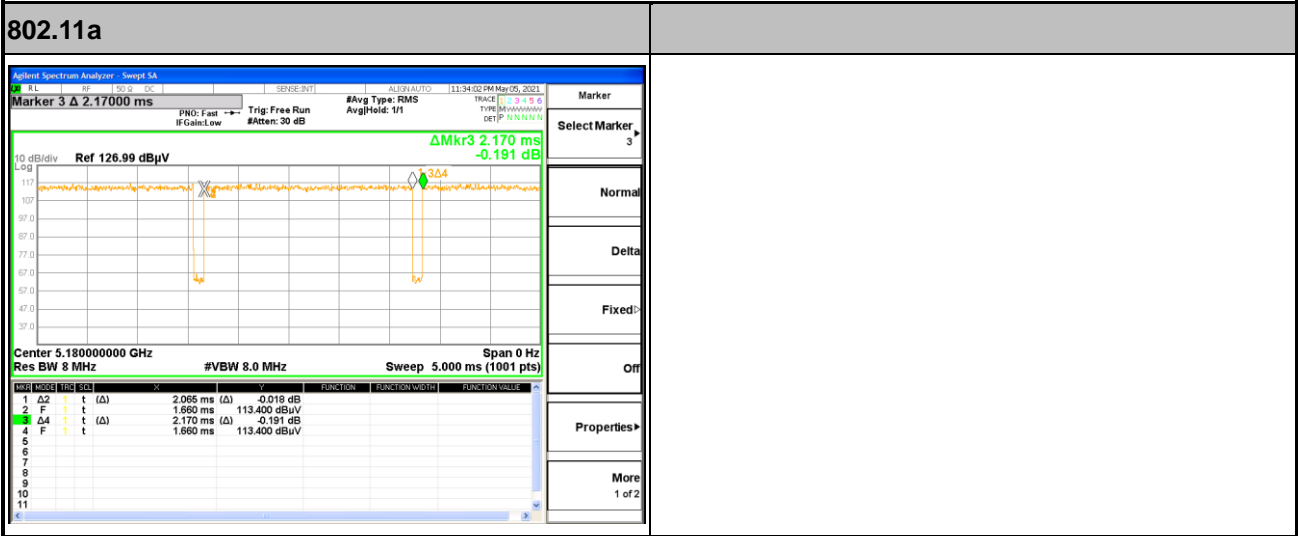 802.11a
Agilent Spectrum Analyzer - Swept SA
RL RF 50 Ω DC SENSE:INT ALIGN AUTO 11:34:02 PM May 05, 2021
Marker 3 Δ 2.17000 ms
PNO: Fast Trig: Free Run #Avg Type: RMS TRACE 1 2 3 4 5 6
IFGain:Low #Atten: 30 dB Avg|Hold: 1/1 TYPE M
DET P N N N N N
ΔMkr3 2.170 ms
-0.191 dB
10 dB/div Ref 126.99 dBµV
Log
3Δ4
117
107
97.0
87.0
77.0
67.0
57.0
47.0
37.0
Center 5.180000000 GHz Span 0 Hz
Res BW 8 MHz #VBW 8.0 MHz Sweep 5.000 ms (1001 pts)
MKR MODE TRC SCL X Y FUNCTION FUNCTION WIDTH FUNCTION VALUE
1 Δ2 1 t (Δ) 2.065 ms (Δ) -0.018 dB
2 F 1 t 1.660 ms 113.400 dBµV
3 Δ4 1 t (Δ) 2.170 ms (Δ) -0.191 dB
4 F 1 t 1.660 ms 113.400 dBµV
5
6
7
8
9
10
11
Marker
Select Marker
3
Normal
Delta
Fixed
Off
Properties
More
1 of 2